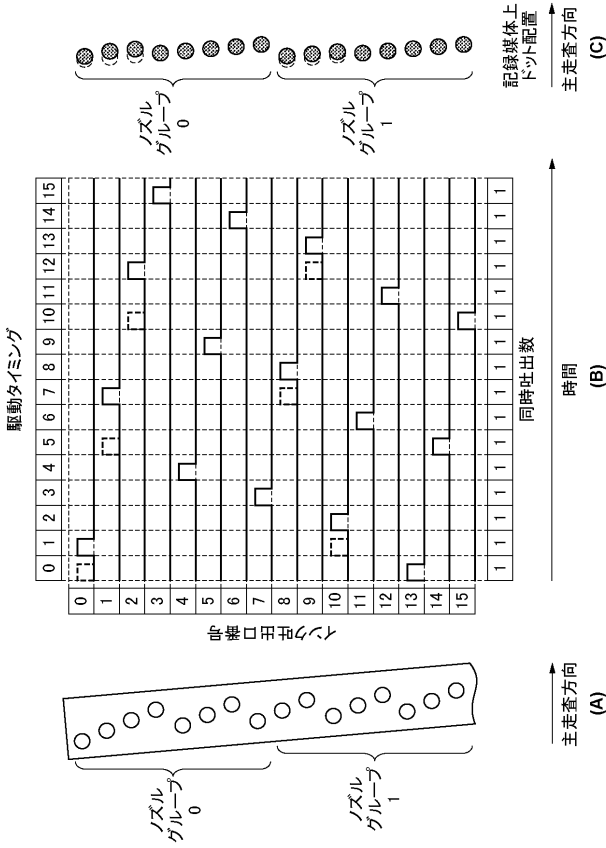 ノズル
グループ
0
ノズル
グループ
1
主走査方向
(A)
駆動タイミング
0 1 2 3 4 5 6 7 8 9 10 11 12 13 14 15
インク吐出口番号
0
1
2
3
4
5
6
7
8
9
10
11
12
13
14
15
1 1 1 1 1 1 1 1 1 1 1 1 1 1 1 1
同時吐出数
時間
(B)
ノズル
グループ
0
ノズル
グループ
1
記録媒体上
ドット配置
主走査方向
(C)